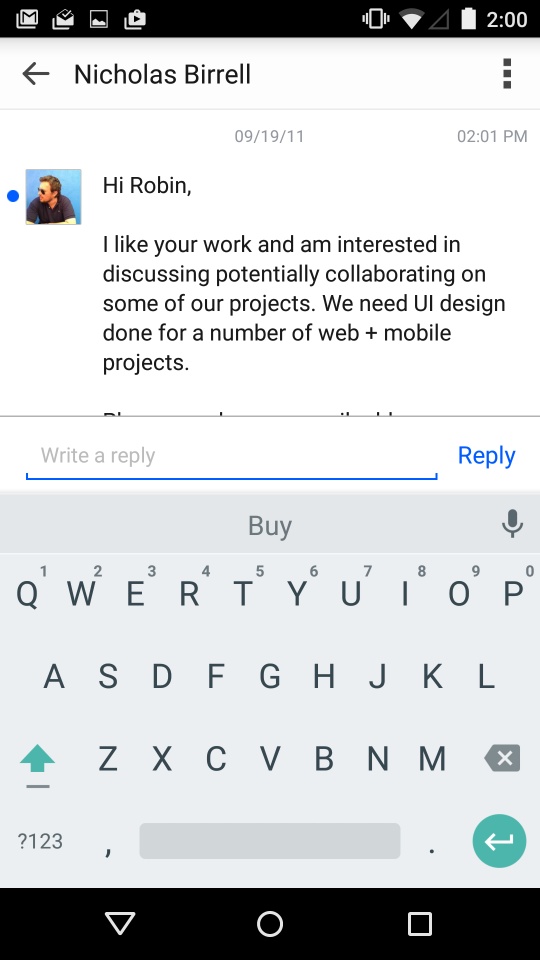 2:00
Nicholas Birrell
09/19/11 02:01 PM
Hi Robin,
I like your work and am interested in
discussing potentially collaborating on
some of our projects. We need UI design
done for a number of web + mobile
projects.
Write a reply Reply
Buy
1 2 3 4 5 6 7 8 9 0
Q W E R T Y U I O P
A S D F G H J K L
Z X C V B N M
?123 , .